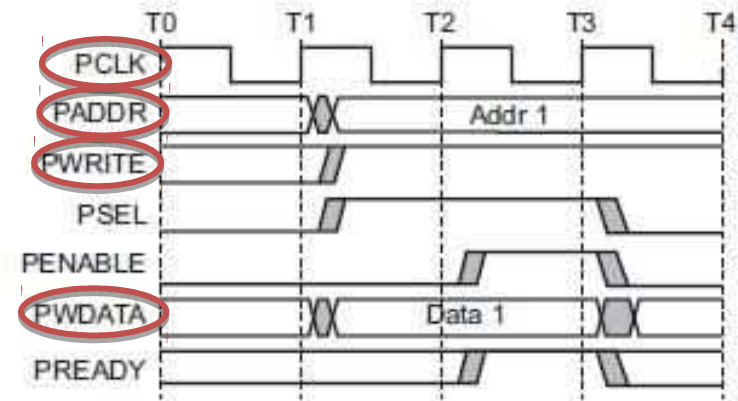 T0 T1 T2 T3 T4
PCLK
PADDR Addr 1
PWRITE
PSEL
PENABLE
PWDATA Data 1
PREADY